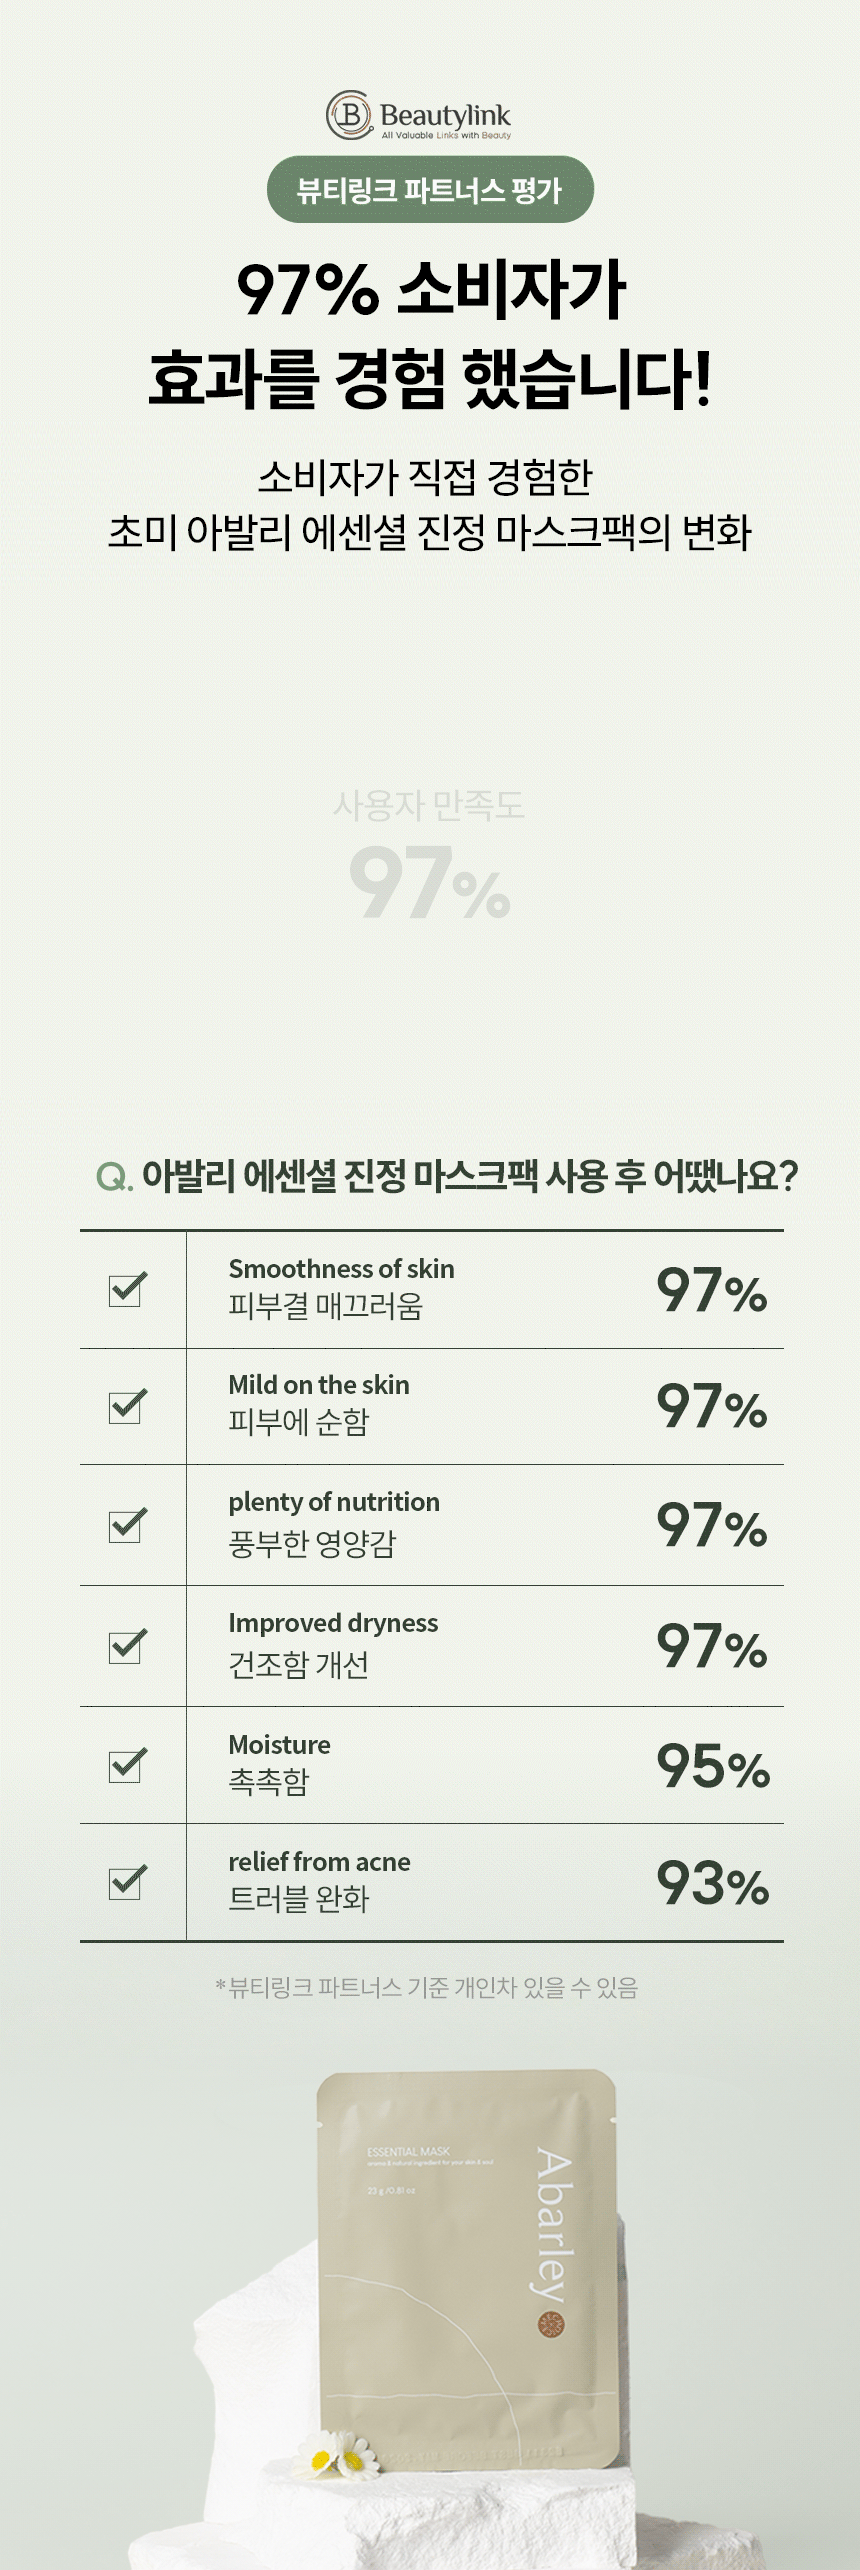 Beautylink
All Valuable Links with Beauty
뷰티링크 파트너스 평가
97% 소비자가
효과를 경험 했습니다!
소비자가 직접 경험한
초미 아발리 에센셜 진정 마스크팩의 변화
사용자 만족도
97%
Q. 아발리 에센셜 진정 마스크팩 사용 후 어땠나요?
Smoothness of skin
피부결 매끄러움
97%
Mild on the skin
피부에 순함
97%
plenty of nutrition
풍부한 영양감
97%
Improved dryness
건조함 개선
97%
Moisture
촉촉함
95%
relief from acne
트러블 완화
93%
*뷰티링크 파트너스 기준 개인차 있을 수 있음
ESSENTIAL MASK
aroma & natural ingredient for your skin & soul
23 g /0.81 oz
Abarley